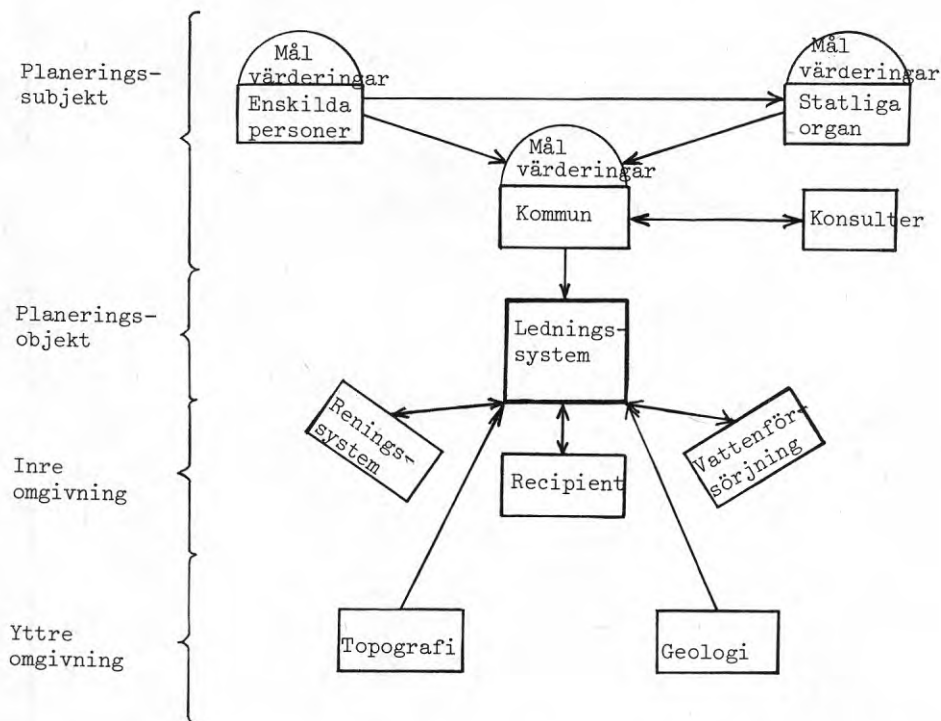 Planerings-
subjekt
Mål
värderingar
Enskilda
personer
Mål
värderingar
Statliga
organ
Mål
värderingar
Kommun
Konsulter
Planerings-
objekt
Lednings-
system
Inre
omgivning
Renings-
system
Recipient
Vattenför-
sörjning
Yttre
omgivning
Topografi
Geologi